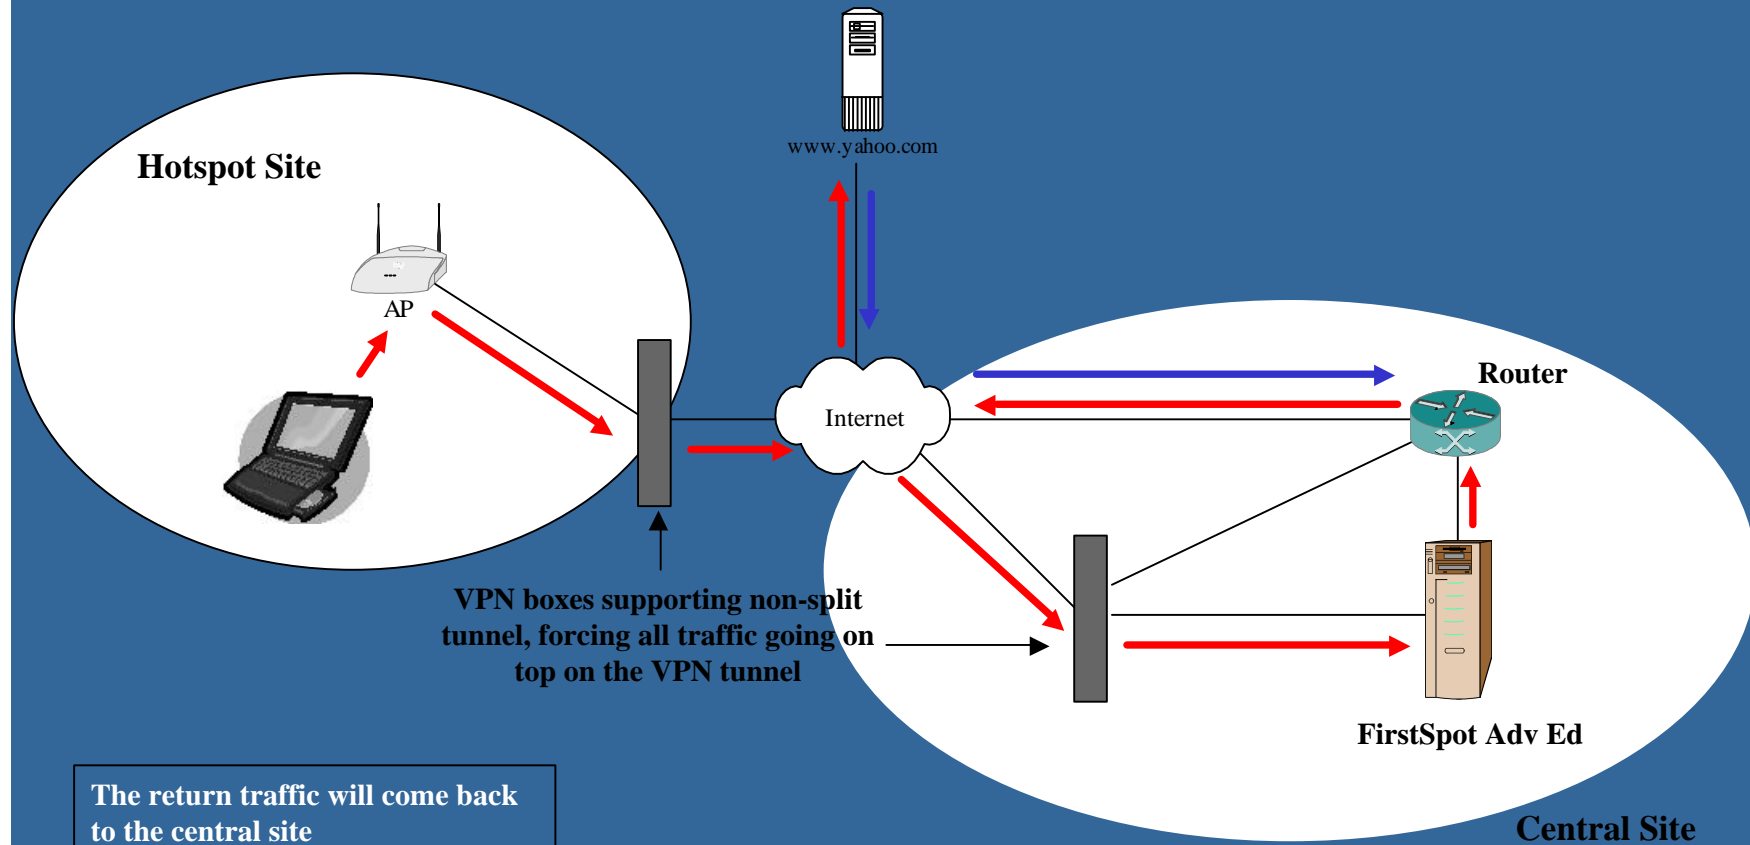 www.yahoo.com
Hotspot Site
AP
Router
Internet
VPN boxes supporting non-split
tunnel, forcing all traffic going on
top on the VPN tunnel
FirstSpot Adv Ed
The return traffic will come back
to the central site
Central Site